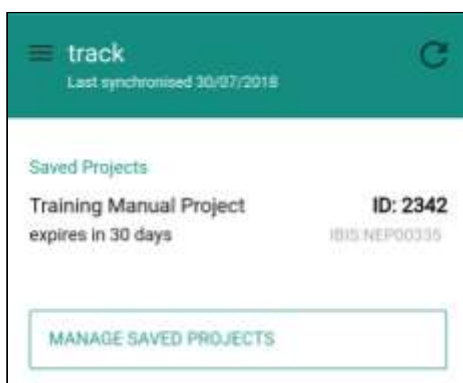 track
Last synchronised 30/07/2018
Saved Projects
Training Manual Project ID: 2342
expires in 30 days IBIS:NEP00335
MANAGE SAVED PROJECTS